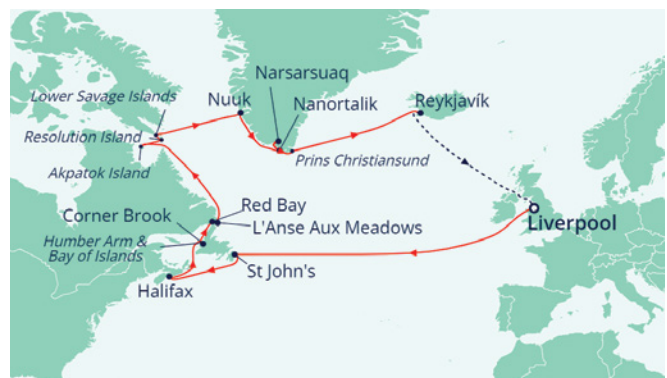 Narsarsuaq
Lower Savage Islands
Nuuk
Nanortalik
Reykjavík
Resolution Island
Prins Christiansund
Akpatok Island
Red Bay
Corner Brook
L'Anse Aux Meadows
Liverpool
Humber Arm &
Bay of Islands
St John's
Halifax